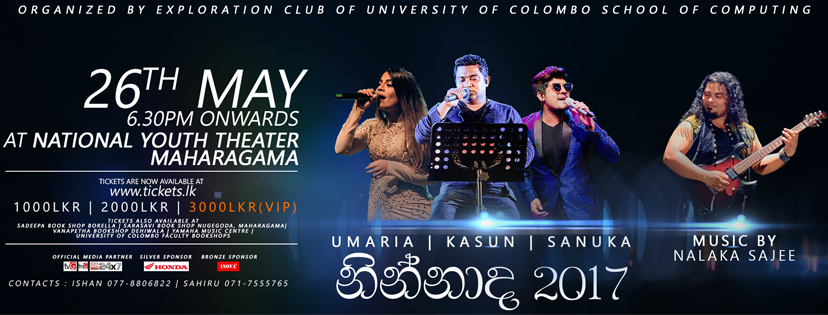 ORGANIZED BY EXPLORATION CLUB OF UNIVERSITY OF COLOMBO SCHOOL OF COMPUTING
26TH MAY
6.30PM ONWARDS
AT NATIONAL YOUTH THEATER
MAHARAGAMA
TICKETS ARE NOW AVAILABLE AT
www.tickets.lk
1000LKR | 2000LKR | 3000LKR(VIP)
TICKETS ALSO AVAILABLE AT
SADEEPA BOOK SHOP BORELLA | SARASAVI BOOK SHOP NUGEGODA, MAHARAGAMA|
VANAPETHA BOOKSHOP DEHIWALA | YAMAHA MUSIC CENTRE |
UNIVERSITY OF COLOMBO FACULTY BOOKSHOPS
OFFICIAL MEDIA PARTNER SILVER SPONSOR BRONZE SPONSOR
24x7 HONDA INOVA
CONTACTS : ISHAN 077-8806822 | SAHIRU 071-7555765
UMARIA | KASUN | SANUKA
නින්නාද 2017
MUSIC BY
NALAKA SAJEE